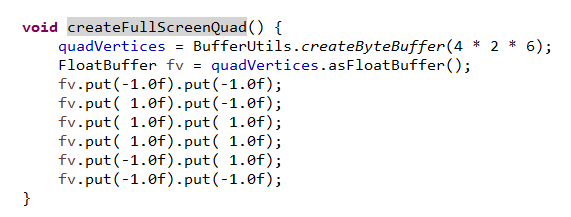 void createFullScreenQuad() {
    quadVertices = BufferUtils.createByteBuffer(4 * 2 * 6);
    FloatBuffer fv = quadVertices.asFloatBuffer();
    fv.put(-1.0f).put(-1.0f);
    fv.put( 1.0f).put(-1.0f);
    fv.put( 1.0f).put( 1.0f);
    fv.put( 1.0f).put( 1.0f);
    fv.put(-1.0f).put( 1.0f);
    fv.put(-1.0f).put(-1.0f);
}